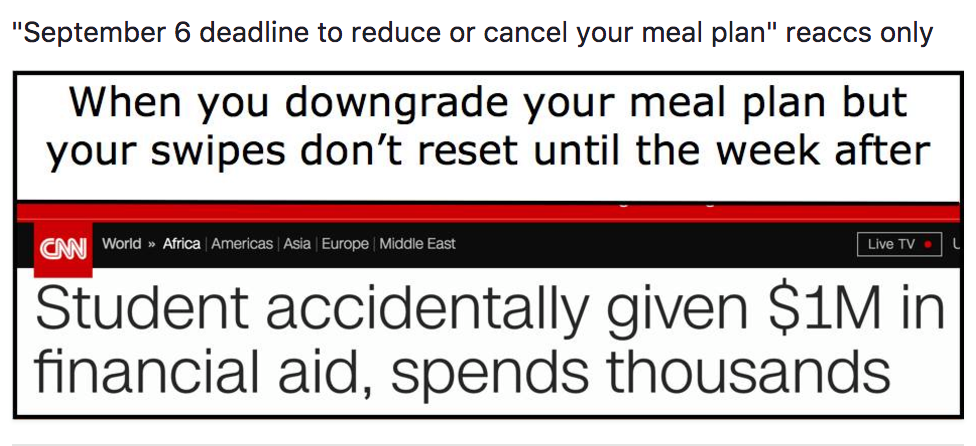 "September 6 deadline to reduce or cancel your meal plan" reaccs only
When you downgrade your meal plan but
your swipes don't reset until the week after
CNN World » Africa | Americas | Asia | Europe | Middle East Live TV
Student accidentally given $1M in
financial aid, spends thousands